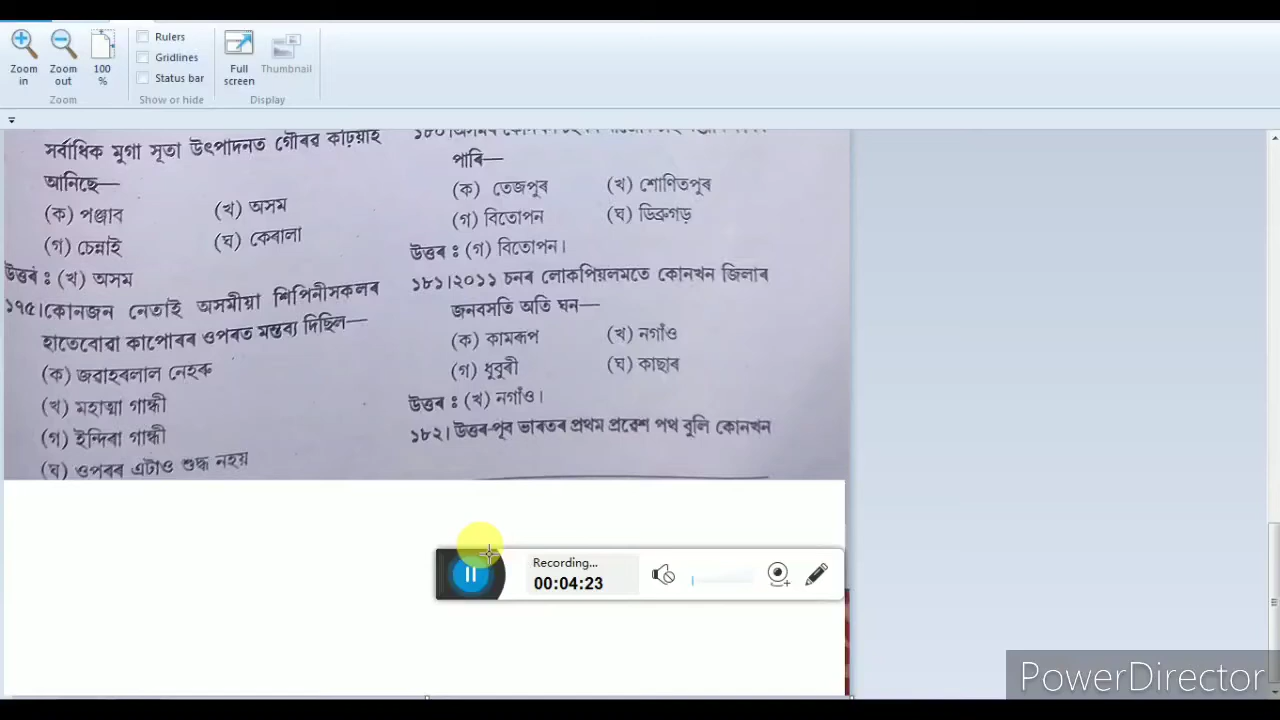 Rulers
Gridlines
Status bar
Zoom in
Zoom out
100 %
Full screen
Thumbnail
Zoom
Show or hide
Display
সৰ্বাধিক মুগা সূতা উৎপাদনত গৌৰৱ কঢ়িয়াই
আনিছে—
(ক) পঞ্জাব (খ) অসম
(গ) চেন্নাই (ঘ) কেৰালা
উত্তৰ : (খ) অসম
১৭৫। কোনজন নেতাই অসমীয়া শিপিনীসকলৰ
হাতেবোৱা কাপোৰৰ ওপৰত মন্তব্য দিছিল—
(ক) জৱাহৰলাল নেহৰু
(খ) মহাত্মা গান্ধী
(গ) ইন্দিৰা গান্ধী
(ঘ) ওপৰৰ এটাও শুদ্ধ নহয়
পাৰি—
(ক) তেজপুৰ (খ) শোণিতপুৰ
(গ) বিতোপন (ঘ) ডিব্ৰুগড়
উত্তৰ : (গ) বিতোপন।
১৮১। ২০১১ চনৰ লোকপিয়লমতে কোনখন জিলাৰ
জনবসতি অতি ঘন—
(ক) কামৰূপ (খ) নগাঁও
(গ) ধুবুৰী (ঘ) কাছাৰ
উত্তৰ : (খ) নগাঁও।
১৮২। উত্তৰ-পূব ভাৰতৰ প্ৰথম প্ৰৱেশ পথ বুলি কোনখন
Recording...
00:04:23
PowerDirector